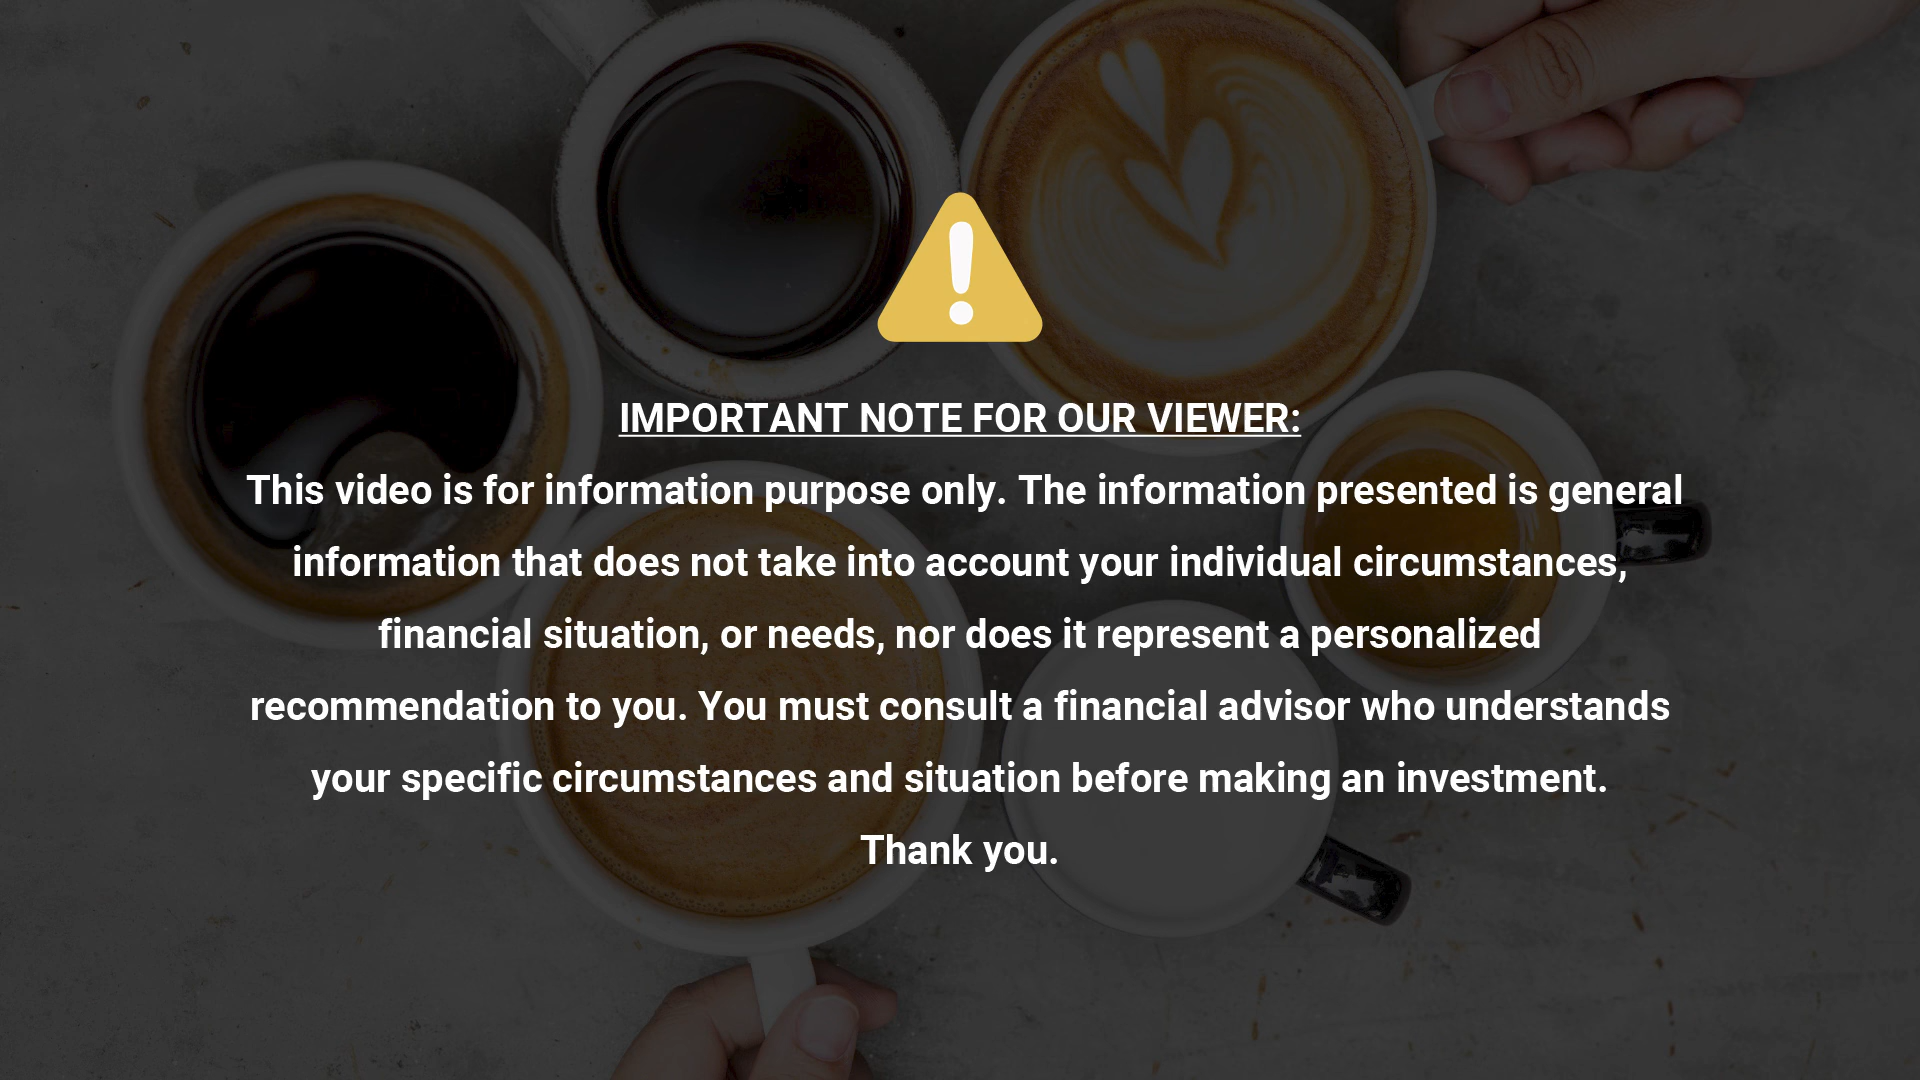 IMPORTANT NOTE FOR OUR VIEWER:
This video is for information purpose only. The information presented is general
information that does not take into account your individual circumstances,
financial situation, or needs, nor does it represent a personalized
recommendation to you. You must consult a financial advisor who understands
your specific circumstances and situation before making an investment.
Thank you.